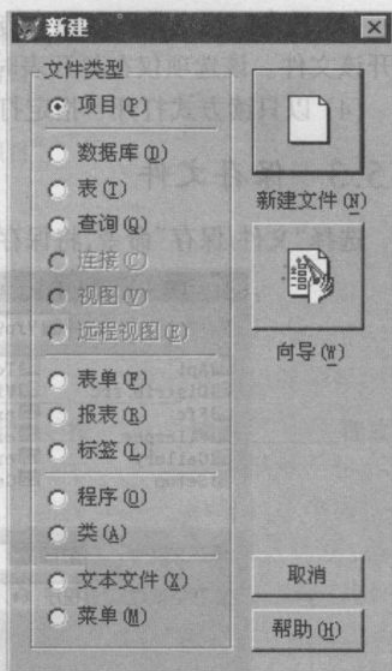 新建
文件类型
项目(P)
数据库(D)
表(T)
查询(Q)
连接(C)
视图(V)
远程视图(E)
表单(F)
报表(R)
标签(L)
程序(O)
类(A)
文本文件(X)
菜单(M)
新建文件(N)
向导(W)
取消
帮助(H)